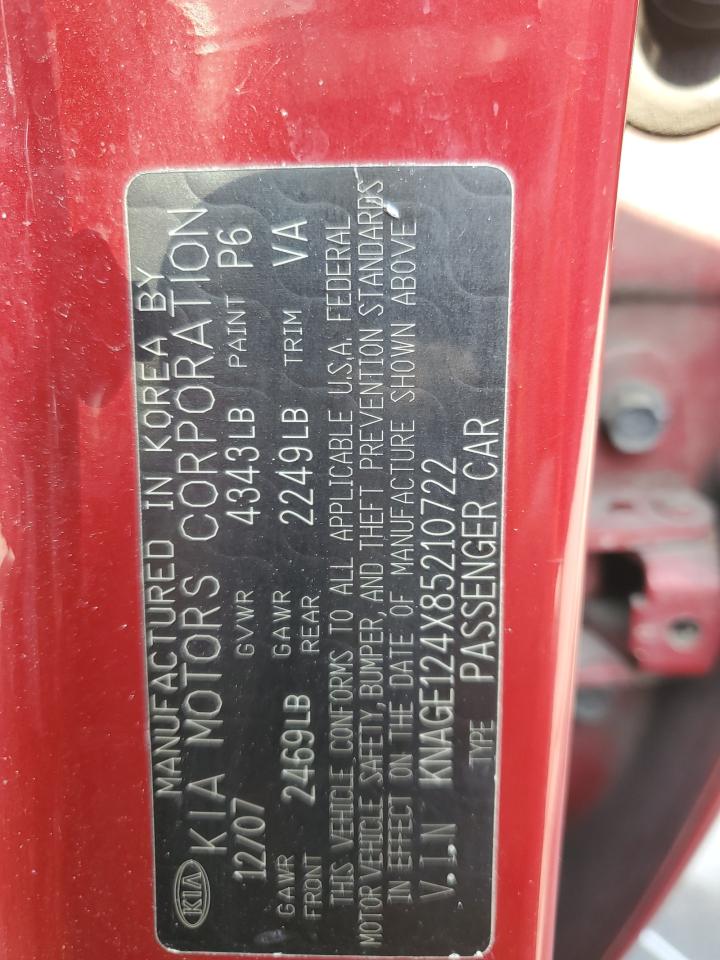 KIA
MANUFACTURED IN KOREA BY
KIA MOTORS CORPORATION
12/07 GVWR 4343LB PAINT P6
GAWR FRONT 2469LB GAWR REAR 2249LB TRIM VA
THIS VEHICLE CONFORMS TO ALL APPLICABLE U.S.A. FEDERAL
MOTOR VEHICLE SAFETY, BUMPER, AND THEFT PREVENTION STANDARDS
IN EFFECT ON THE DATE OF MANUFACTURE SHOWN ABOVE
V.I.N KNAGE124X85210722
TYPE PASSENGER CAR